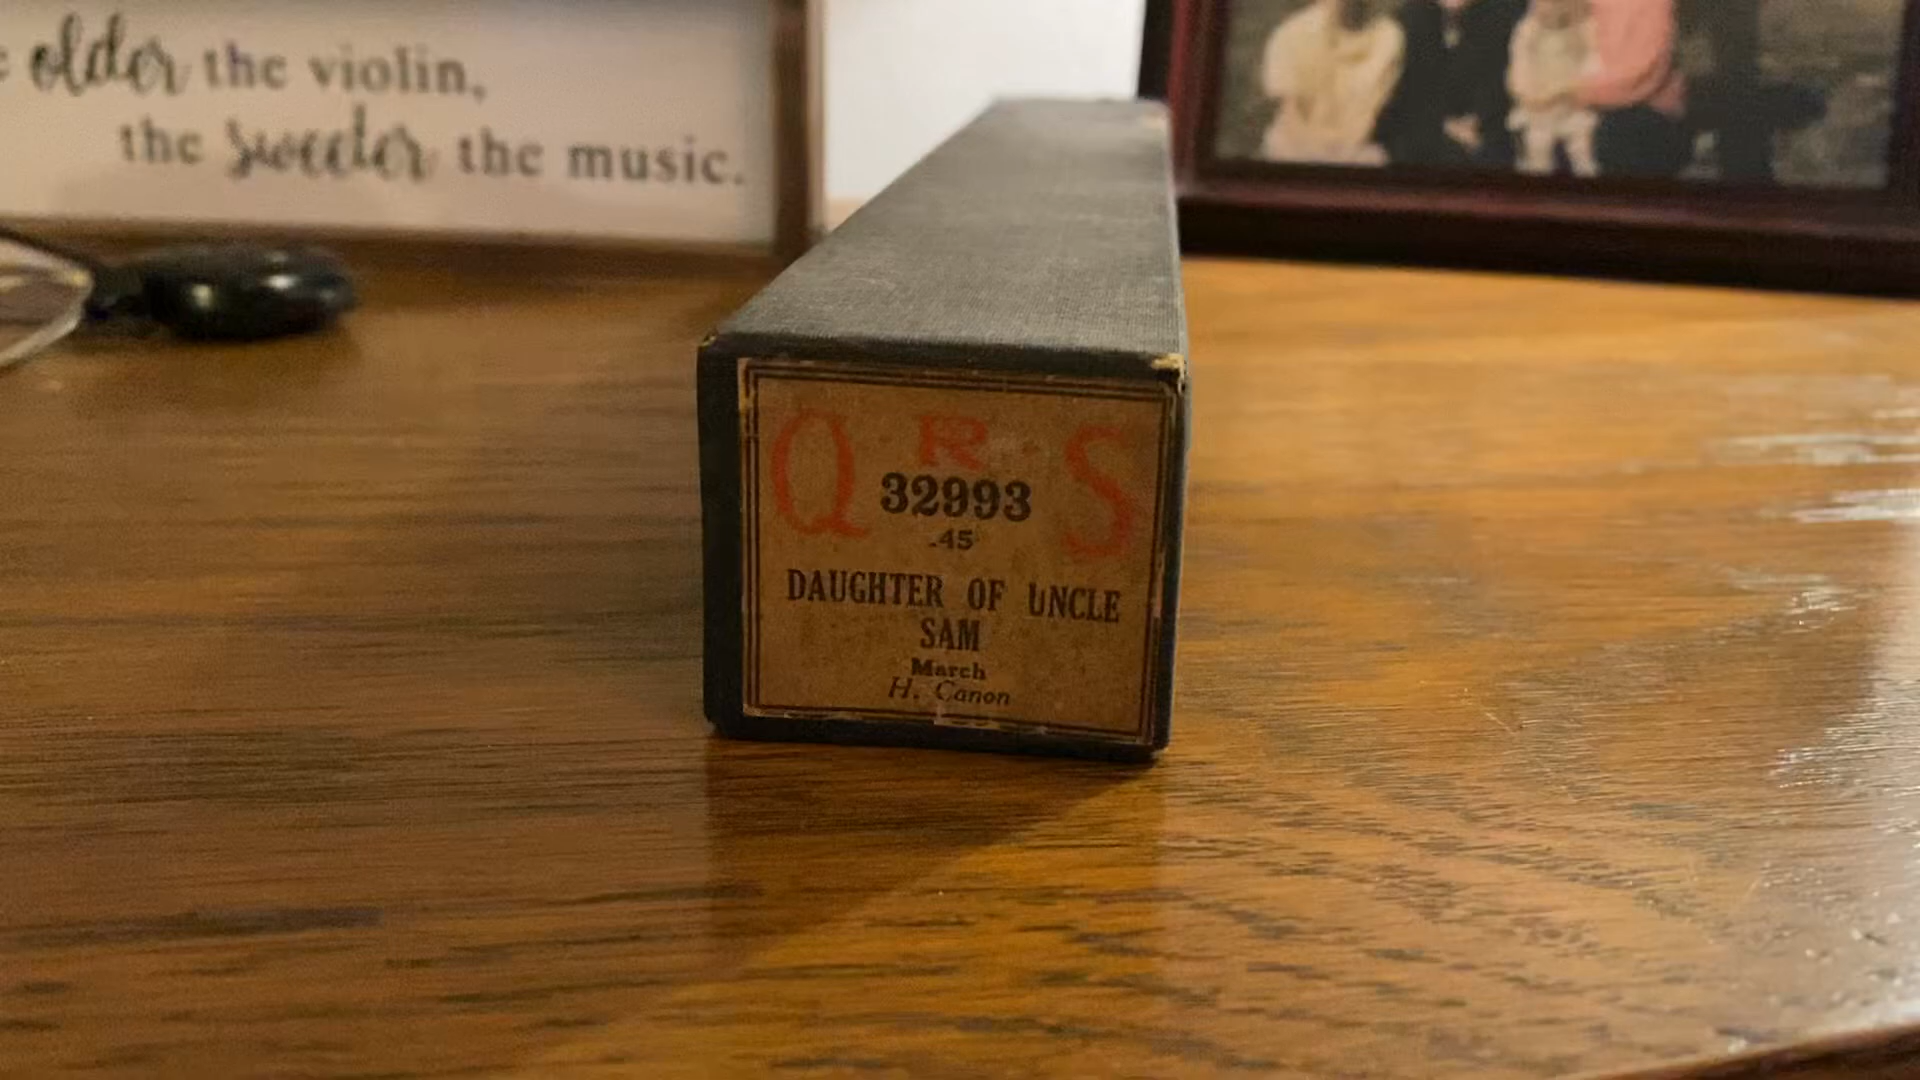 older the violin,
the sweeter the music.
Q R S
32993
.45
DAUGHTER OF UNCLE
SAM
March
H. Canon